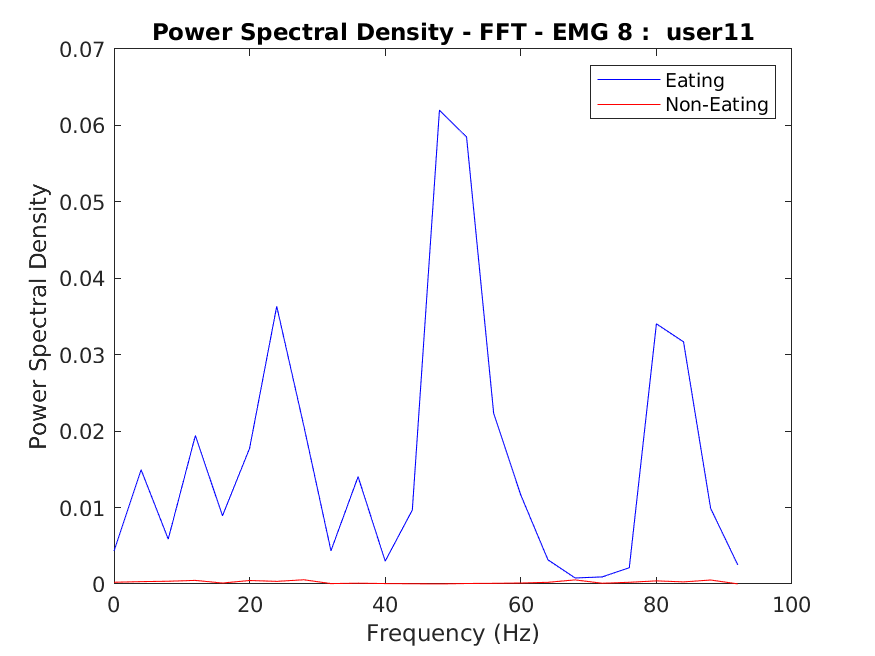 Power Spectral Density - FFT - EMG 8 :  user11
Eating
Non-Eating
Power Spectral Density
0.07
0.06
0.05
0.04
0.03
0.02
0.01
0
0 20 40 60 80 100
Frequency (Hz)